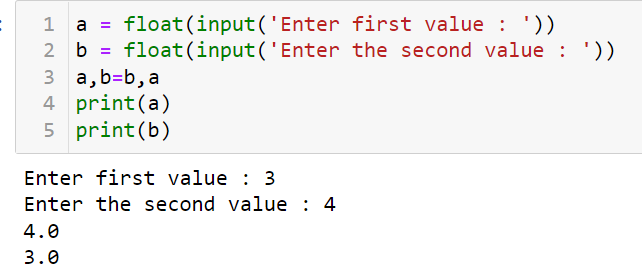 :
1 a = float(input('Enter first value : '))
2 b = float(input('Enter the second value : '))
3 a,b=b,a
4 print(a)
5 print(b)
Enter first value : 3
Enter the second value : 4
4.0
3.0